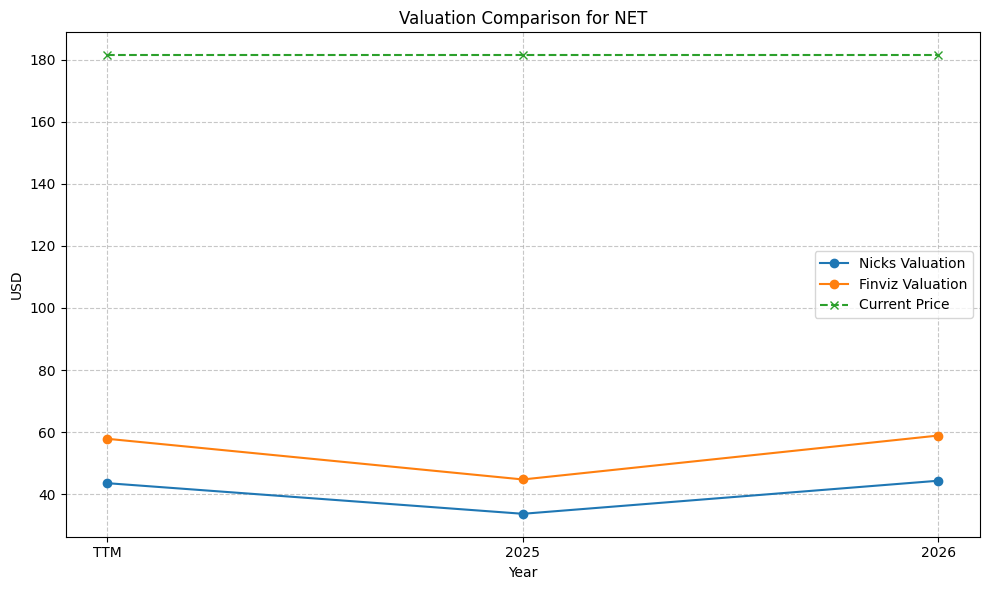 Valuation Comparison for NET
180
160
140
120
100
80
60
40
USD
Nicks Valuation
Finviz Valuation
Current Price
TTM
2025
2026
Year